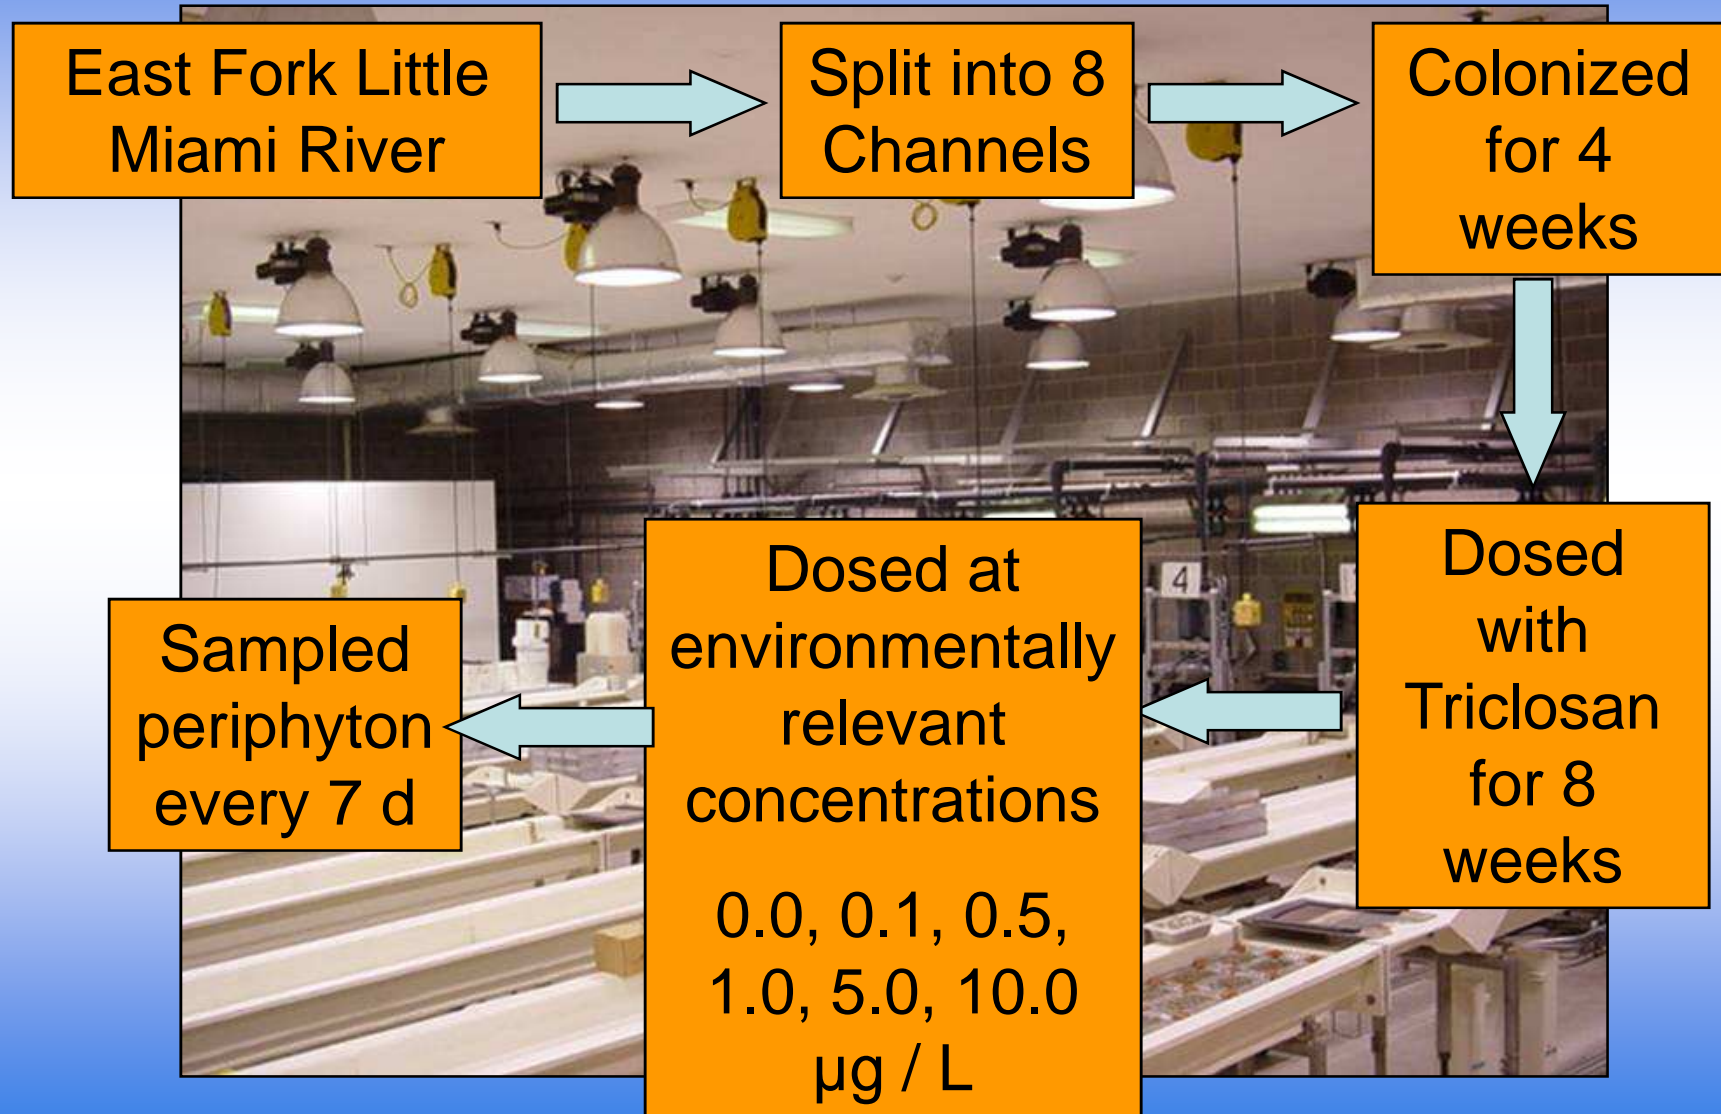 East Fork Little
Miami River
Split into 8
Channels
Colonized
for 4
weeks
Dosed
with
Triclosan
for 8
weeks
Dosed at
environmentally
relevant
concentrations
0.0, 0.1, 0.5,
1.0, 5.0, 10.0
µg / L
Sampled
periphyton
every 7 d
4